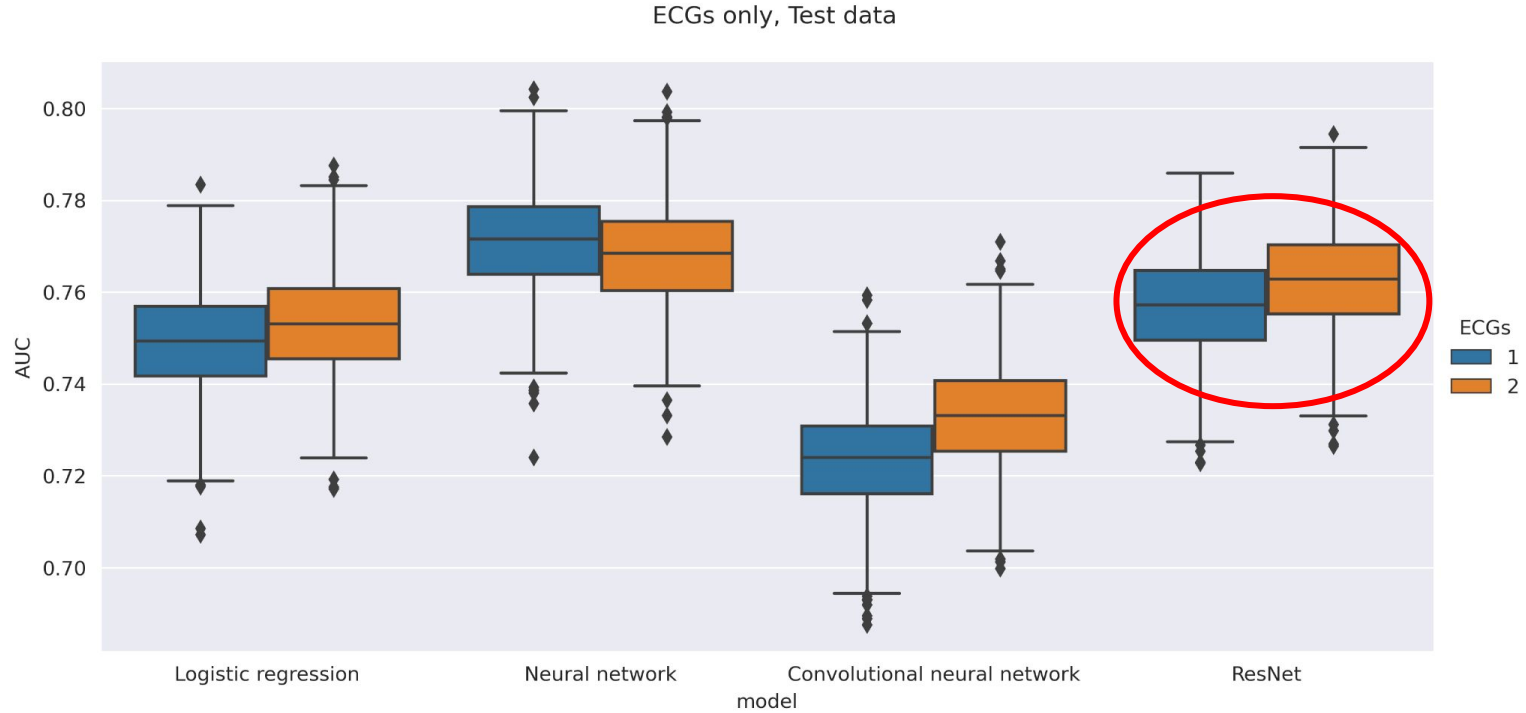 ECGs only, Test data
0.80
0.78
0.76
0.74
0.72
0.70
AUC
Logistic regression
Neural network
Convolutional neural network
ResNet
model
ECGs
1
2